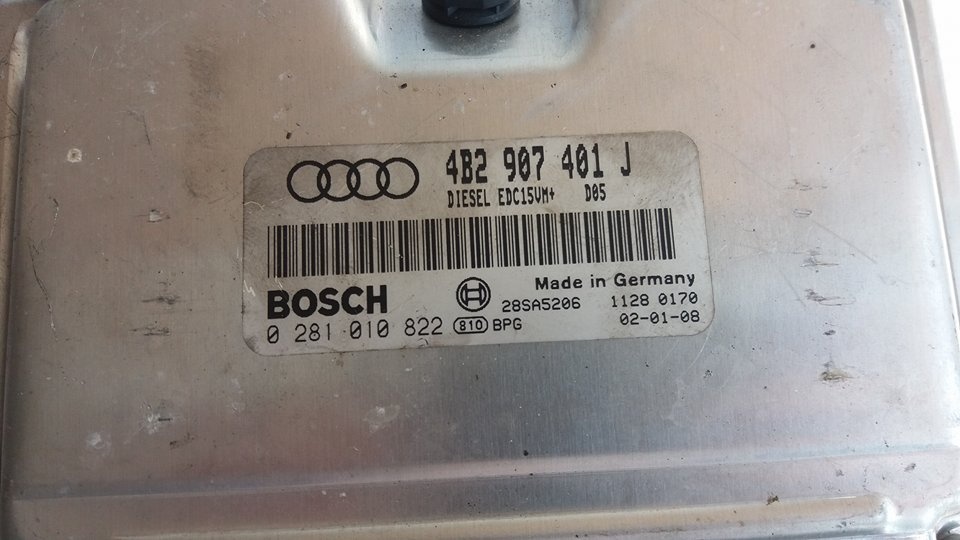 4B2 907 401 J
DIESEL EDC15VM+ D05
Made in Germany
BOSCH 28SA5206 1128 0170
0 281 010 822 810 BPG 02-01-08